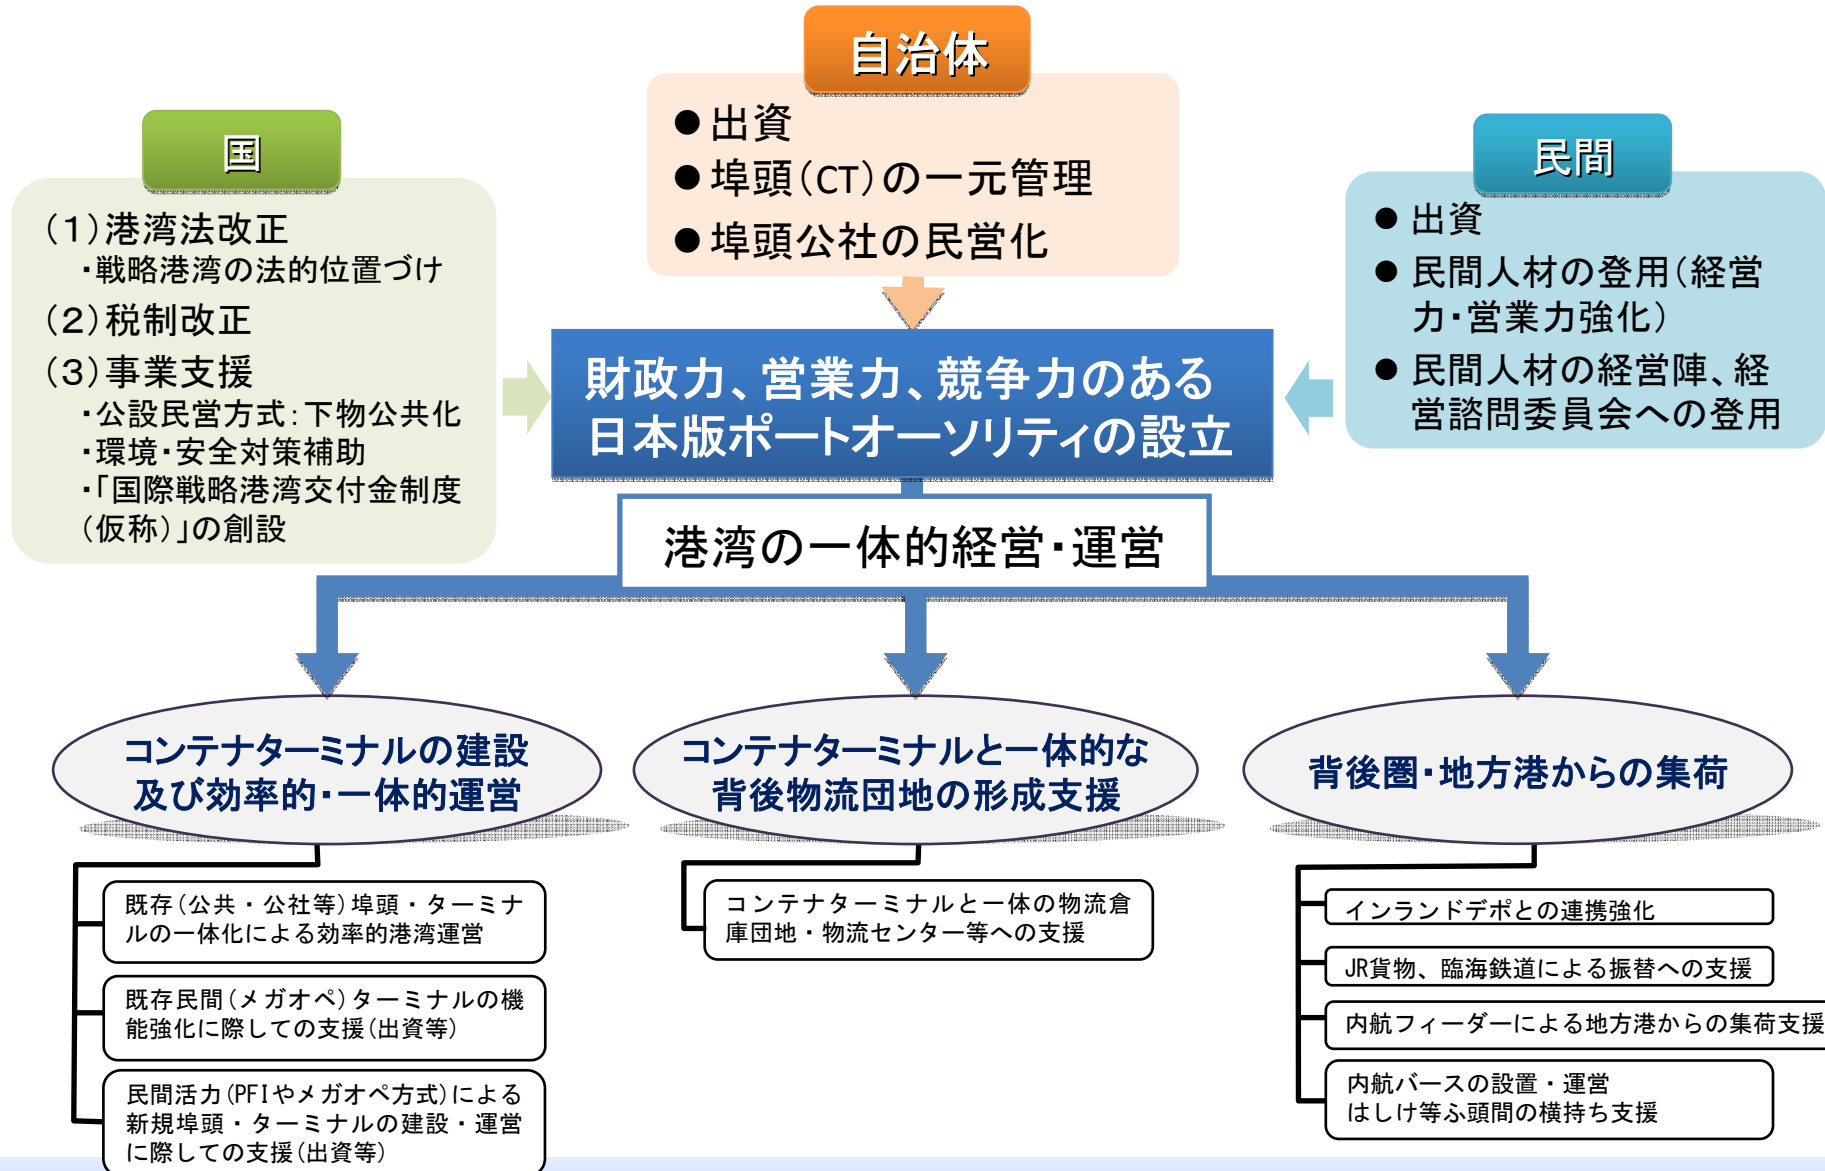 自治体
●出資
●埠頭(CT)の一元管理
●埠頭公社の民営化
国
(1)港湾法改正
・戦略港湾の法的位置づけ
(2)税制改正
(3)事業支援
・公設民営方式:下物公共化
・環境・安全対策補助
・「国際戦略港湾交付金制度
(仮称)」の創設
民間
●出資
●民間人材の登用(経営
力・営業力強化)
●民間人材の経営陣、経
営諮問委員会への登用
財政力、営業力、競争力のある
日本版ポートオーソリティの設立
港湾の一体的経営・運営
コンテナターミナルの建設
及び効率的・一体的運営
既存(公共・公社等)埠頭・ターミナ
ルの一体化による効率的港湾運営
既存民間(メガオペ)ターミナルの機
能強化に際しての支援(出資等)
民間活力(PFIやメガオペ方式)による
新規埠頭・ターミナルの建設・運営
に際しての支援(出資等)
コンテナターミナルと一体的な
背後物流団地の形成支援
コンテナターミナルと一体の物流倉
庫団地・物流センター等への支援
背後圏・地方港からの集荷
インランドデポとの連携強化
JR貨物、臨海鉄道による振替への支援
内航フィーダーによる地方港からの集荷支援
内航バースの設置・運営
はしけ等ふ頭間の横持ち支援